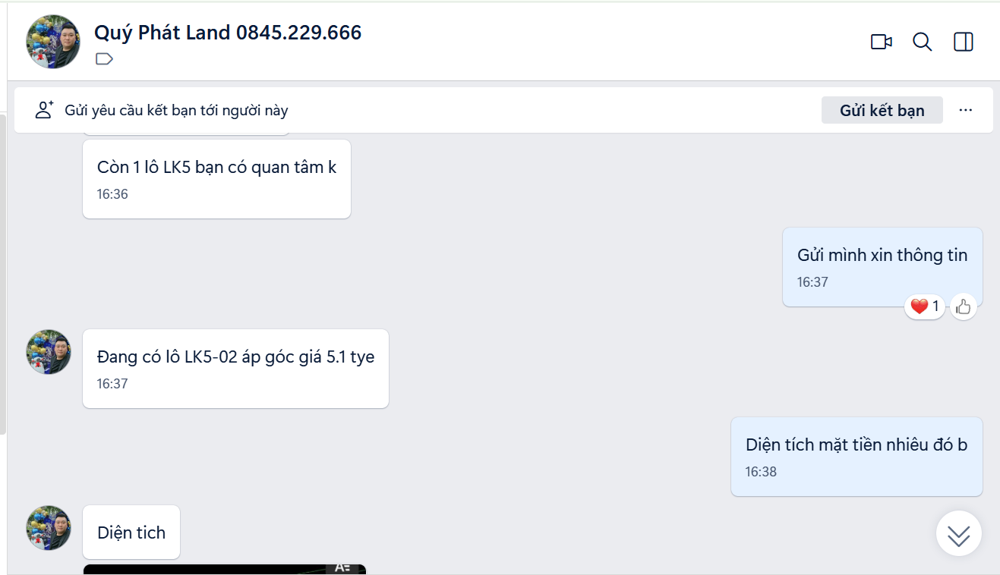 Quý Phát Land 0845.229.666
Gửi yêu cầu kết bạn tới người này
Gửi kết bạn
Còn 1 lô LK5 bạn có quan tâm k
16:36
Gửi mình xin thông tin
16:37
1
Đang có lô LK5-02 áp góc giá 5.1 tye
16:37
Diện tích mặt tiền nhiêu đó b
16:38
Diện tich